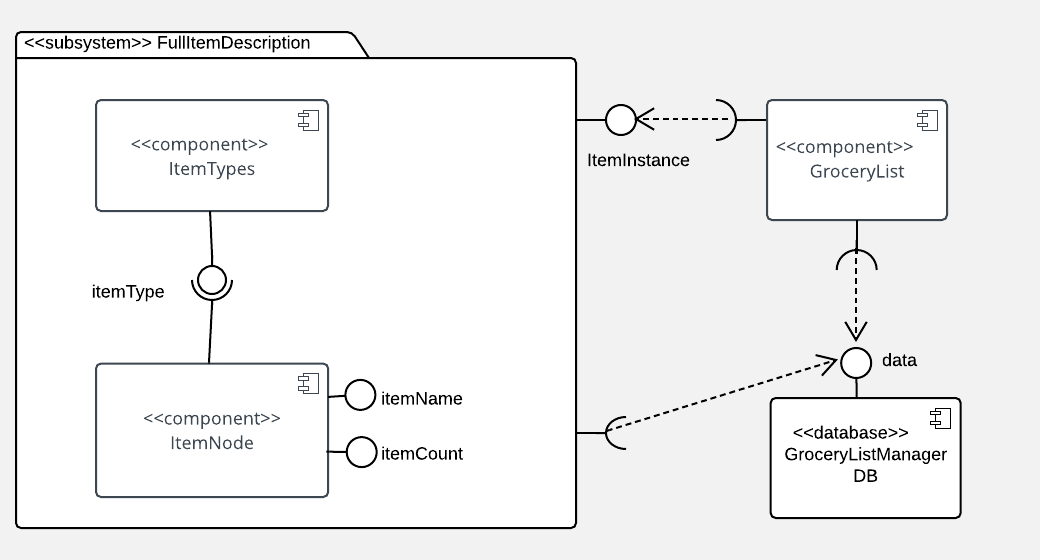 <<subsystem>> FullItemDescription
<<component>>
ItemTypes
itemType
<<component>>
ItemNode
itemName
itemCount
ItemInstance
<<component>>
GroceryList
data
<<database>>
GroceryListManager
DB